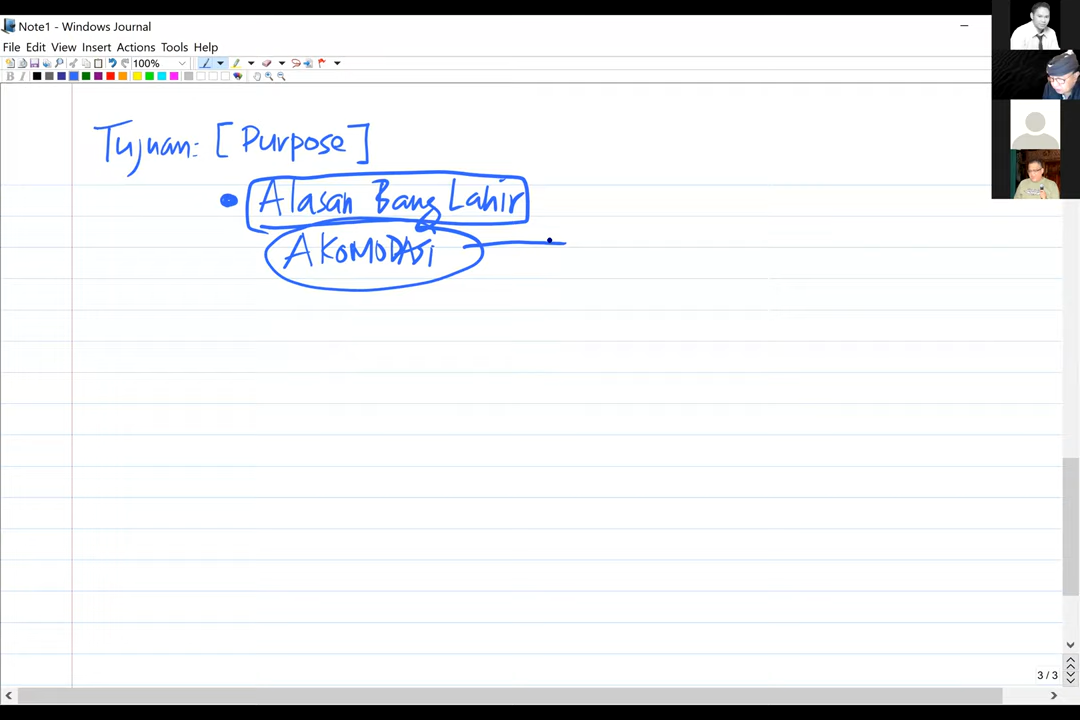 Note1 - Windows Journal
File Edit View Insert Actions Tools Help
100%
B I
Tujuan: [Purpose]
Alasan Bang Lahir
AKOMODASi
3 / 3